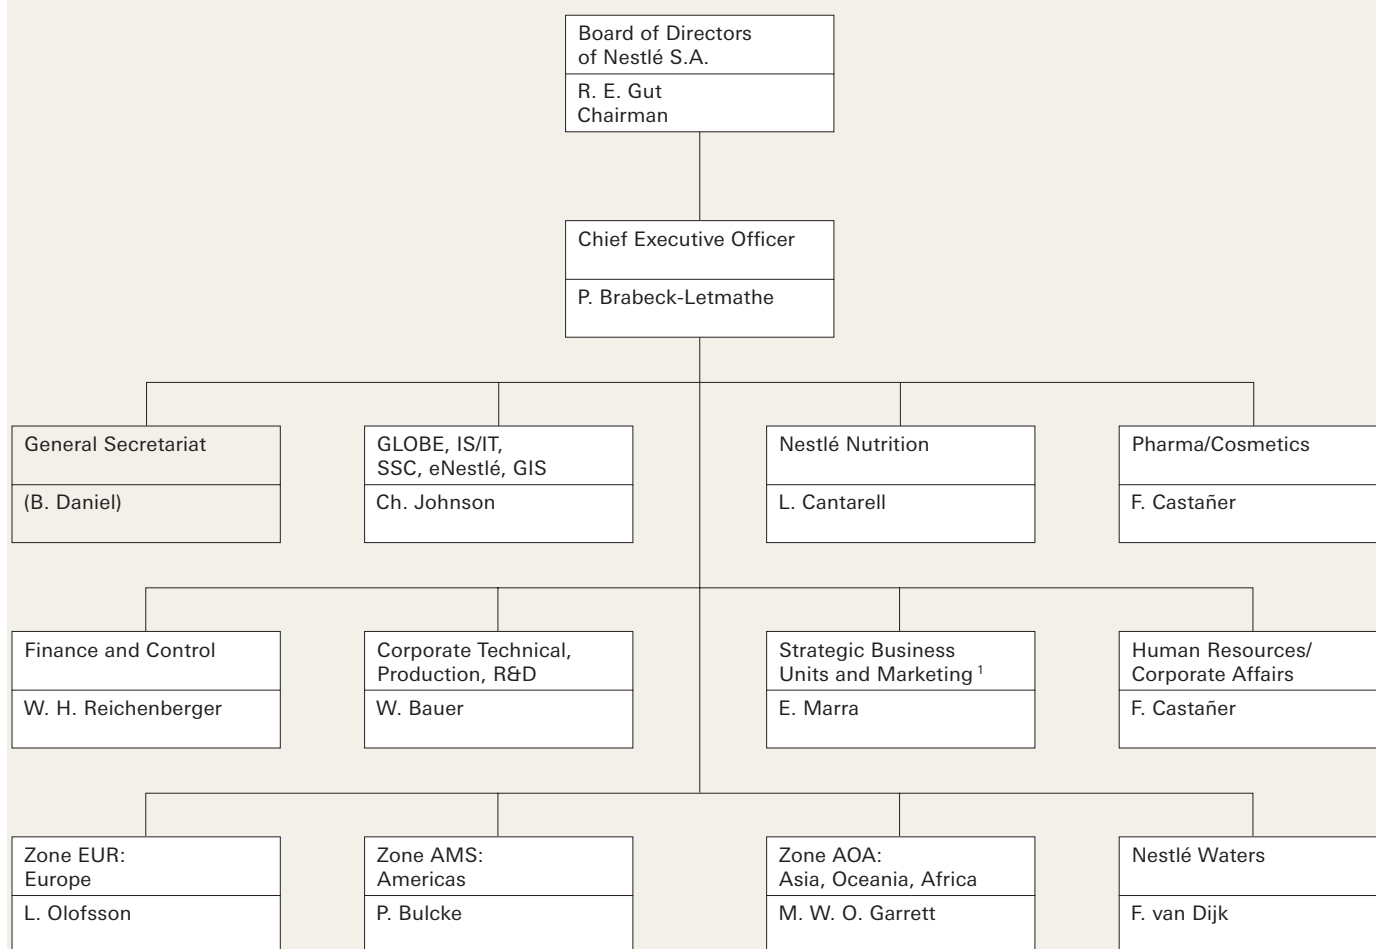 Board of Directors
of Nestlé S.A.
R. E. Gut
Chairman
Chief Executive Officer
P. Brabeck-Letmathe
General Secretariat
(B. Daniel)
GLOBE, IS/IT,
SSC, eNestlé, GIS
Ch. Johnson
Nestlé Nutrition
L. Cantarell
Pharma/Cosmetics
F. Castañer
Finance and Control
W. H. Reichenberger
Corporate Technical,
Production, R&D
W. Bauer
Strategic Business
Units and Marketing 1
E. Marra
Human Resources/
Corporate Affairs
F. Castañer
Zone EUR:
Europe
L. Olofsson
Zone AMS:
Americas
P. Bulcke
Zone AOA:
Asia, Oceania, Africa
M. W. O. Garrett
Nestlé Waters
F. van Dijk